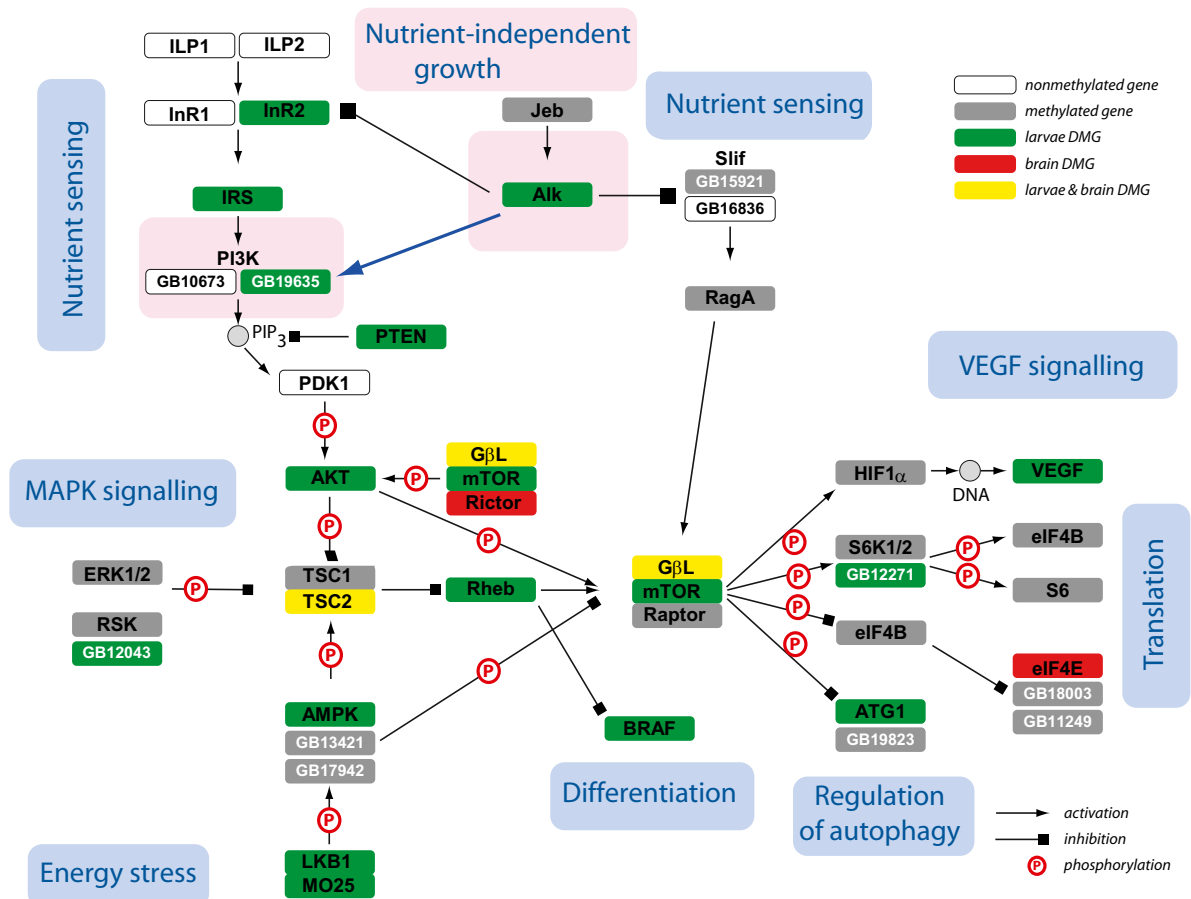 ILP1
ILP2
Nutrient-independent
growth
nonmethylated gene
methylated gene
larvae DMG
brain DMG
larvae & brain DMG
Nutrient sensing
InR1
InR2
Jeb
Nutrient sensing
Slif
GB15921
GB16836
IRS
Alk
PI3K
GB10673
GB19635
RagA
PIP3
PTEN
PDK1
VEGF signalling
P
MAPK signalling
GβL
mTOR
Rictor
AKT
P
HIF1α
DNA
VEGF
P
P
P
S6K1/2
GB12271
P
P
eIF4B
S6
Translation
ERK1/2
P
RSK
GB12043
TSC1
TSC2
Rheb
GβL
mTOR
Raptor
P
P
P
eIF4B
eIF4E
GB18003
GB11249
P
P
AMPK
GB13421
GB17942
BRAF
ATG1
GB19823
P
Differentiation
Regulation
of autophagy
activation
inhibition
P phosphorylation
LKB1
MO25
Energy stress